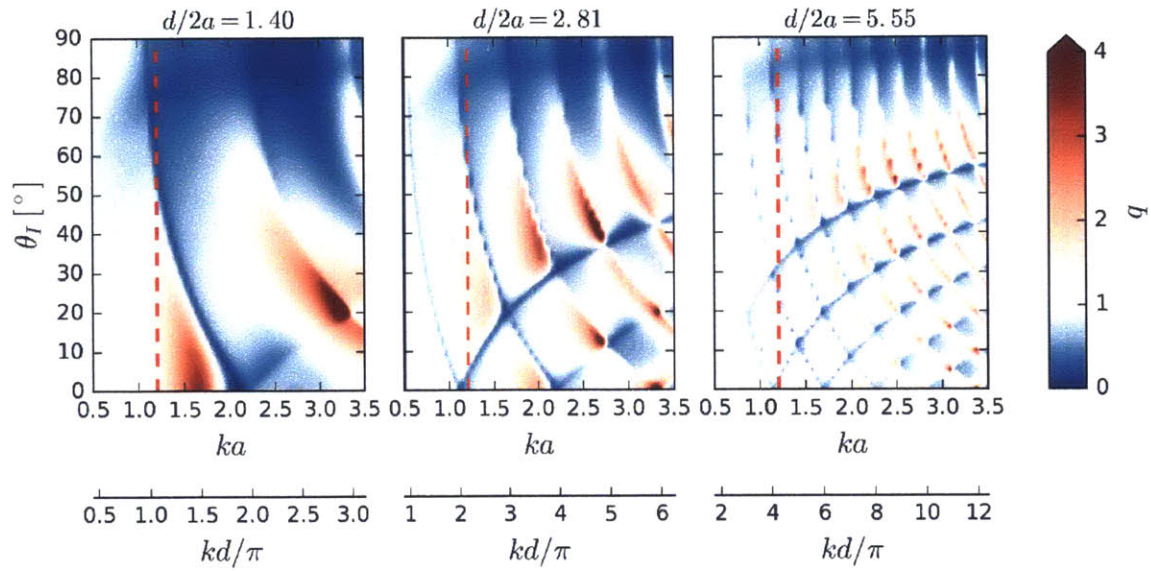 d/2a = 1.40
d/2a = 2.81
d/2a = 5.55
θ_I [°]
90
80
70
60
50
40
30
20
10
0
0.5 1.0 1.5 2.0 2.5 3.0 3.5
0.5 1.0 1.5 2.0 2.5 3.0 3.5
0.5 1.0 1.5 2.0 2.5 3.0 3.5
ka
ka
ka
0.5 1.0 1.5 2.0 2.5 3.0
1 2 3 4 5 6
2 4 6 8 10 12
kd/π
kd/π
kd/π
4
3
2
1
0
q